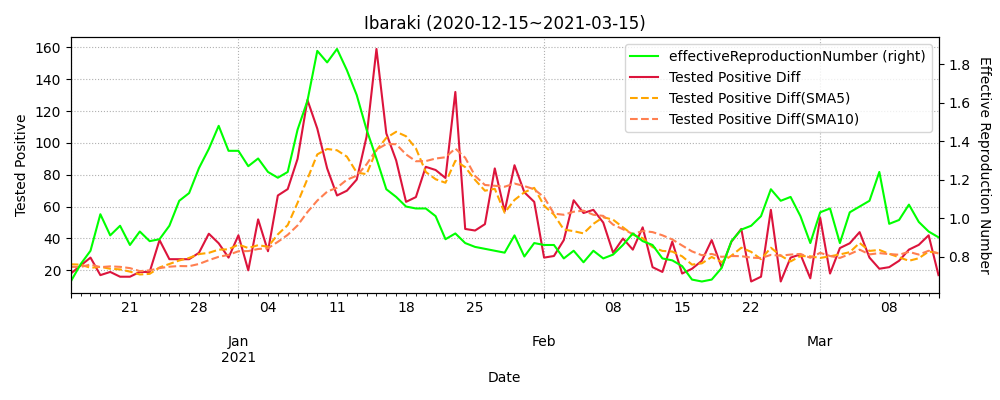 Ibaraki (2020-12-15~2021-03-15)
effectiveReproductionNumber (right)
Tested Positive Diff
Tested Positive Diff(SMA5)
Tested Positive Diff(SMA10)
Tested Positive
160
140
120
100
80
60
40
20
1.8
1.6
1.4
1.2
1.0
0.8
Effective Reproduction Number
21 28 04 11 18 25 08 15 22 08
Jan Feb Mar
2021
Date